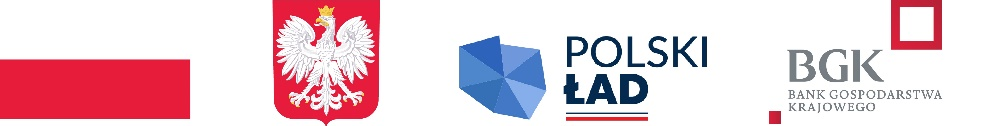 POLSKI
ŁAD
BGK
BANK GOSPODARSTWA
KRAJOWEGO